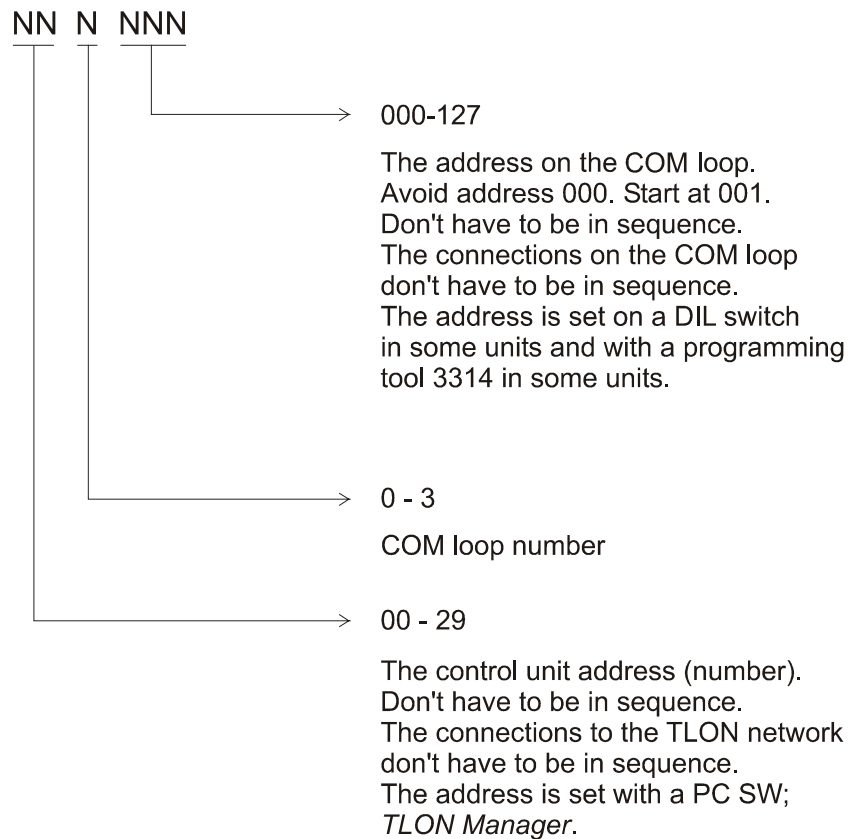 NN N NNN
000-127
The address on the COM loop.
Avoid address 000. Start at 001.
Don't have to be in sequence.
The connections on the COM loop
don't have to be in sequence.
The address is set on a DIL switch
in some units and with a programming
tool 3314 in some units.
0 - 3
COM loop number
00 - 29
The control unit address (number).
Don't have to be in sequence.
The connections to the TLON network
don't have to be in sequence.
The address is set with a PC SW;
TLON Manager.